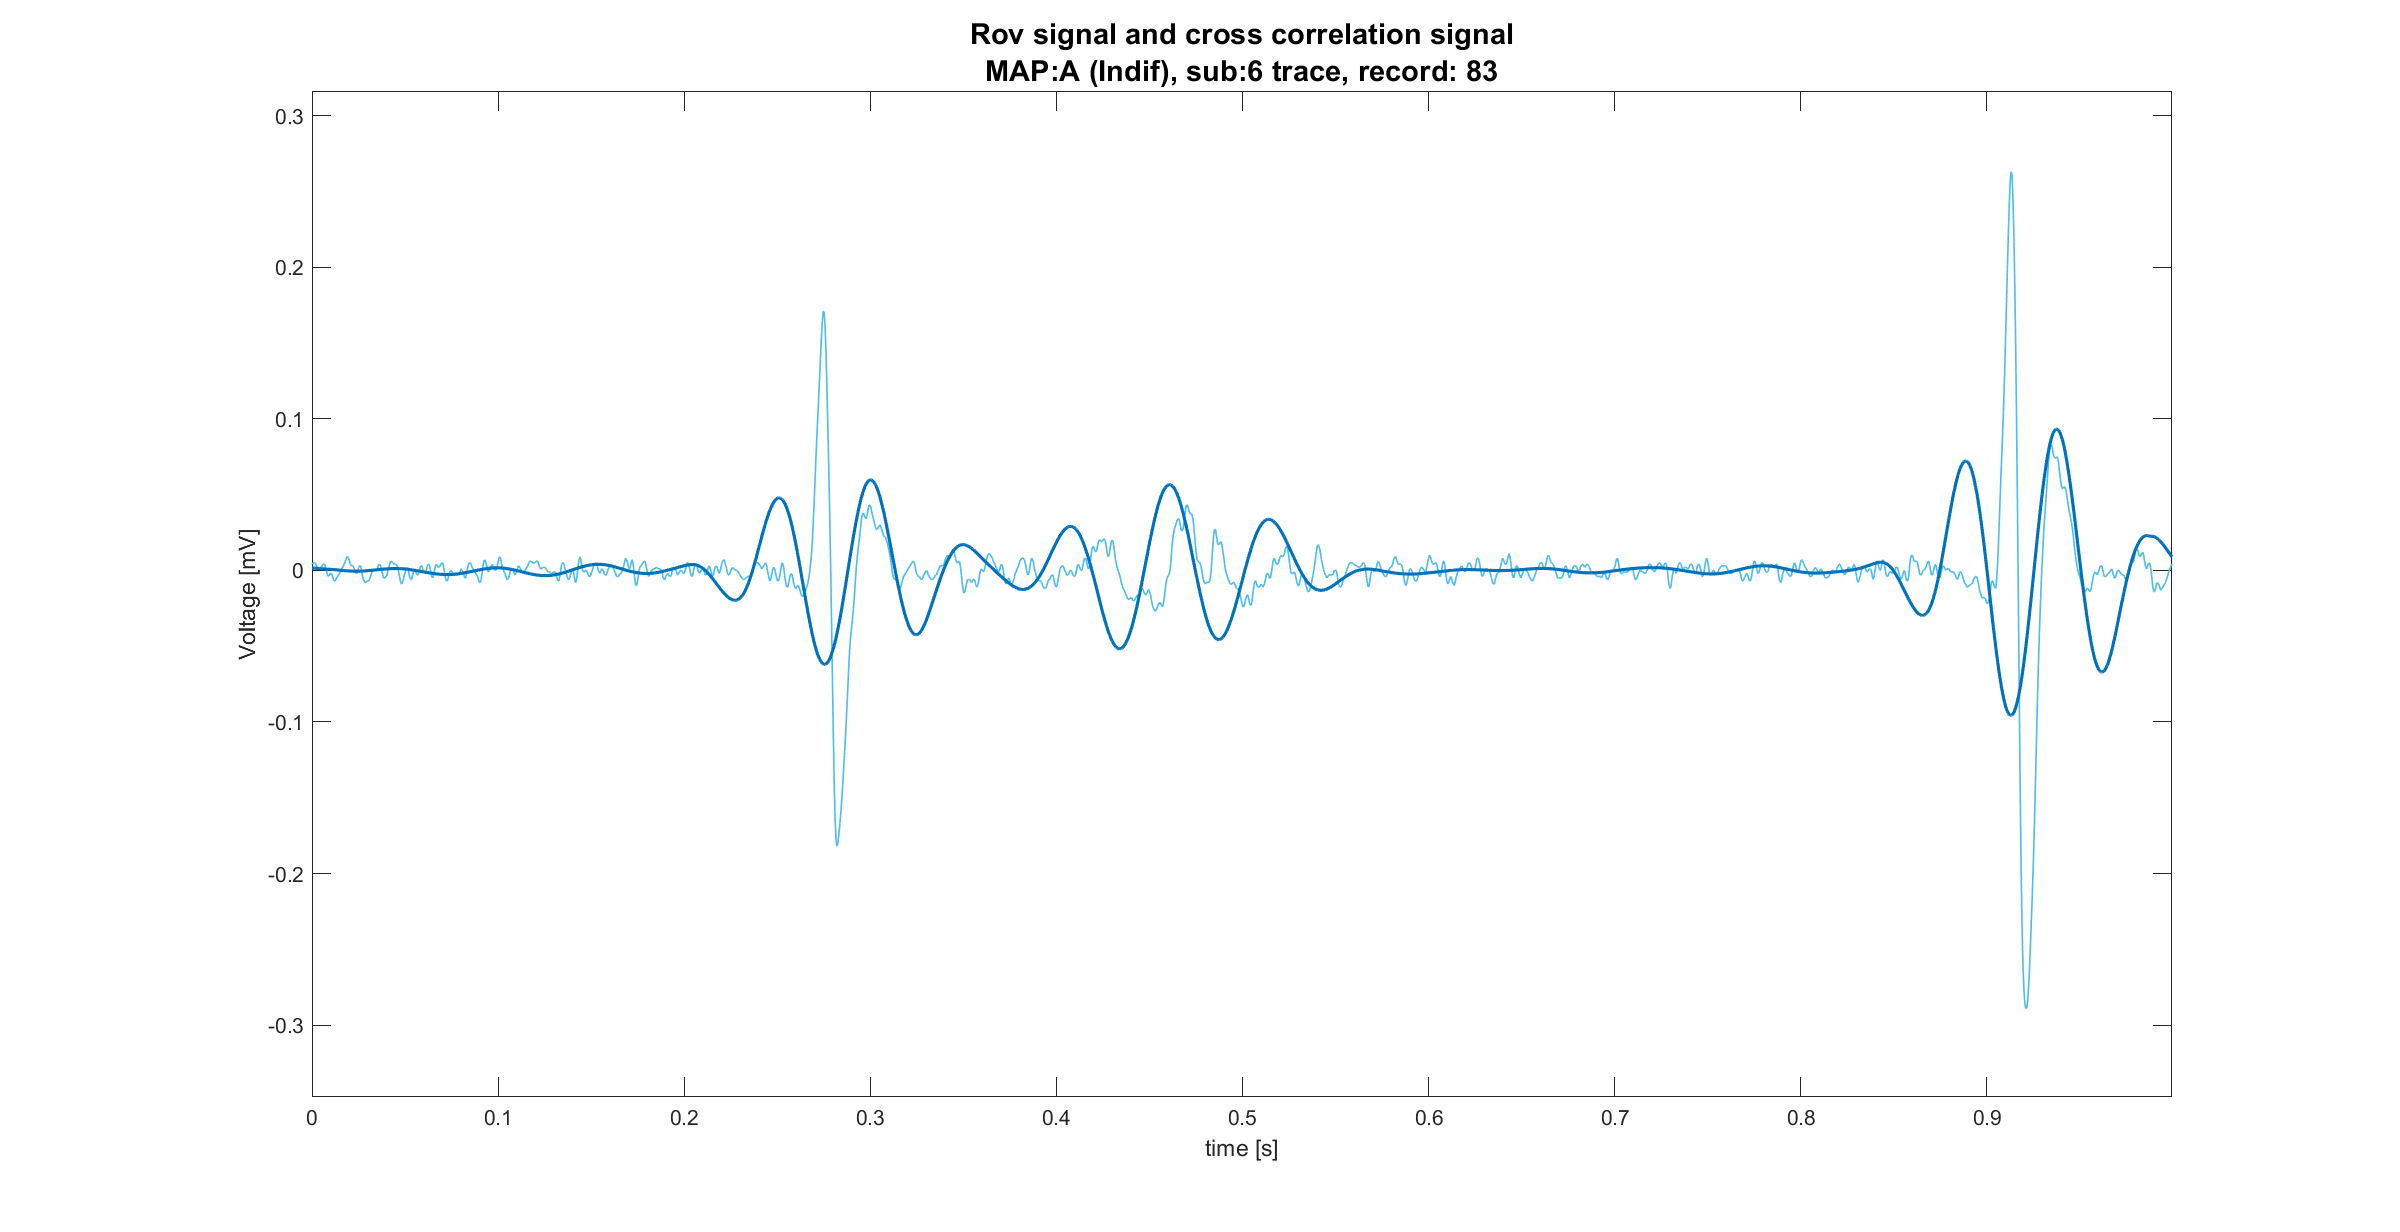 Rov signal and cross correlation signal
MAP:A (Indif), sub:6 trace, record: 83
0.3
0.2
0.1
0
-0.1
-0.2
-0.3
Voltage [mV]
0 0.1 0.2 0.3 0.4 0.5 0.6 0.7 0.8 0.9
time [s]